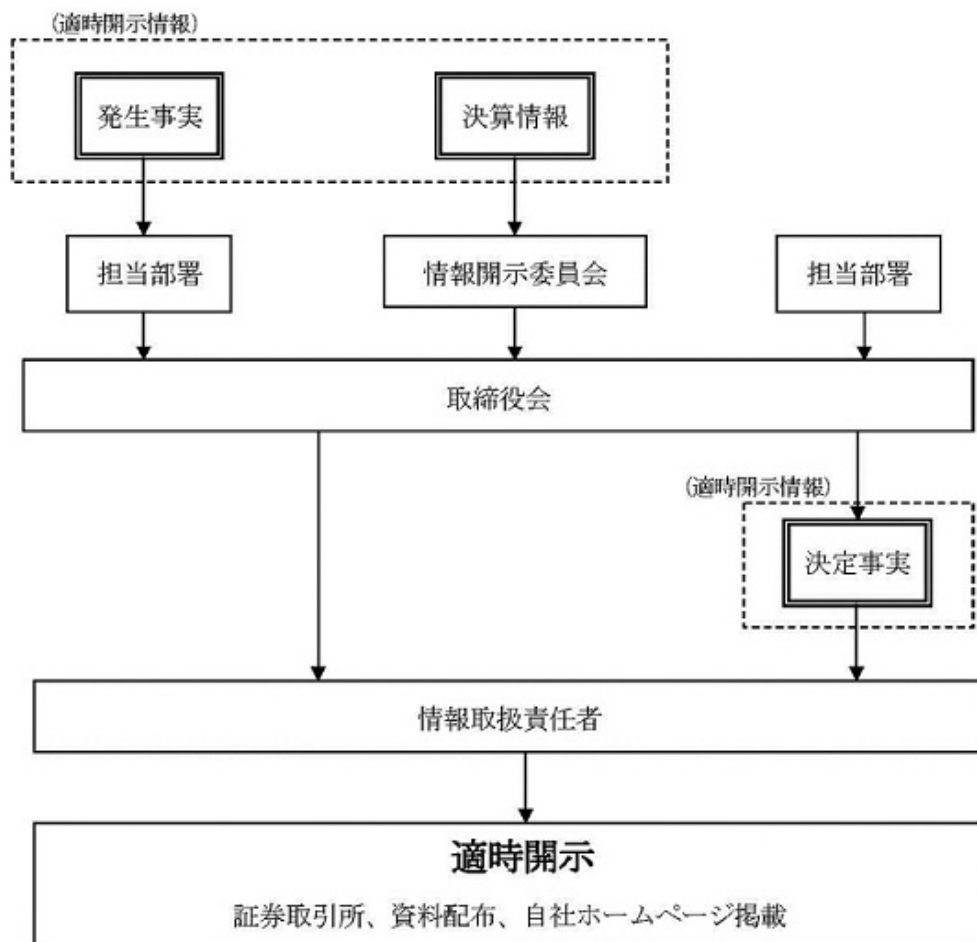 (適時開示情報)
発生事実
決算情報
担当部署
情報開示委員会
担当部署
取締役会
(適時開示情報)
決定事実
情報取扱責任者
適時開示
証券取引所、資料配布、自社ホームページ掲載